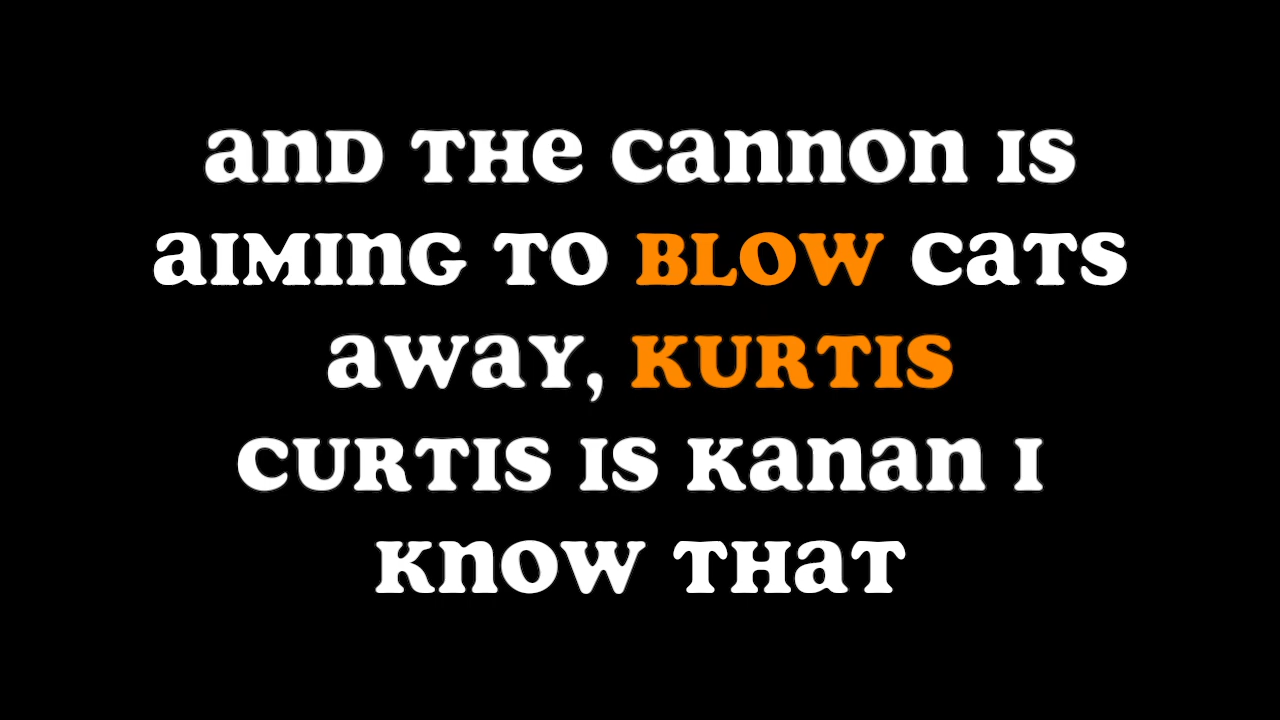 and the cannon is
aiming to blow cats
away, kurtis
curtis is kanan i
know that